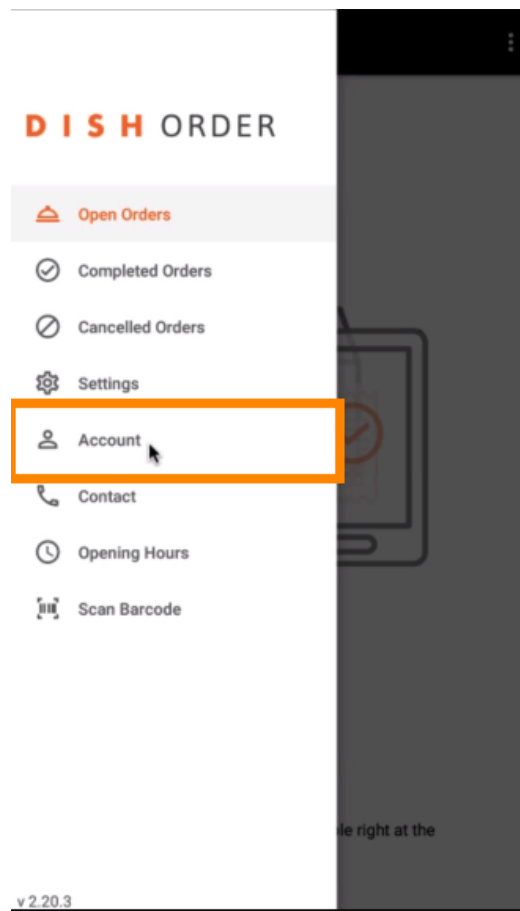 DISH ORDER
Open Orders
Completed Orders
Cancelled Orders
Settings
Account
Contact
Opening Hours
Scan Barcode
right at the
v 2.20.3